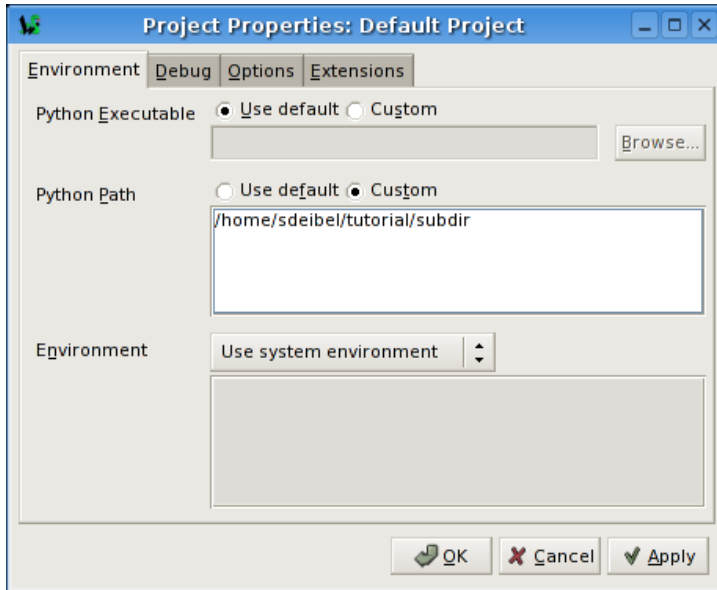 Project Properties: Default Project
Environment Debug Options Extensions
Python Executable Use default Custom
Browse...
Python Path Use default Custom
/home/sdeibel/tutorial/subdir
Environment Use system environment
OK Cancel Apply